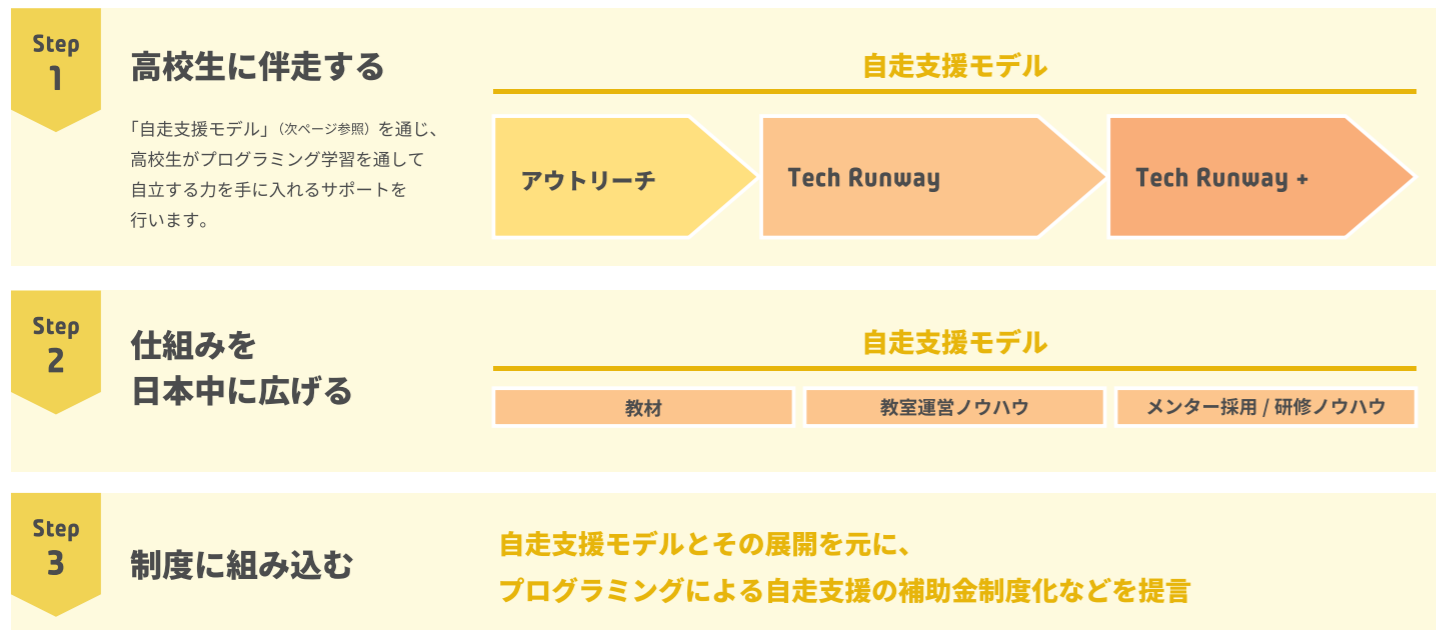 Step
1
高校生に伴走する
「自走支援モデル」（次ページ参照）を通じ、
高校生がプログラミング学習を通して
自立する力を手に入れるサポートを
行います。
自走支援モデル
アウトリーチ
Tech Runway
Tech Runway +
Step
2
仕組みを
日本中に広げる
自走支援モデル
教材
教室運営ノウハウ
メンター採用 / 研修ノウハウ
Step
3
制度に組み込む
自走支援モデルとその展開を元に、
プログラミングによる自走支援の補助金制度化などを提言